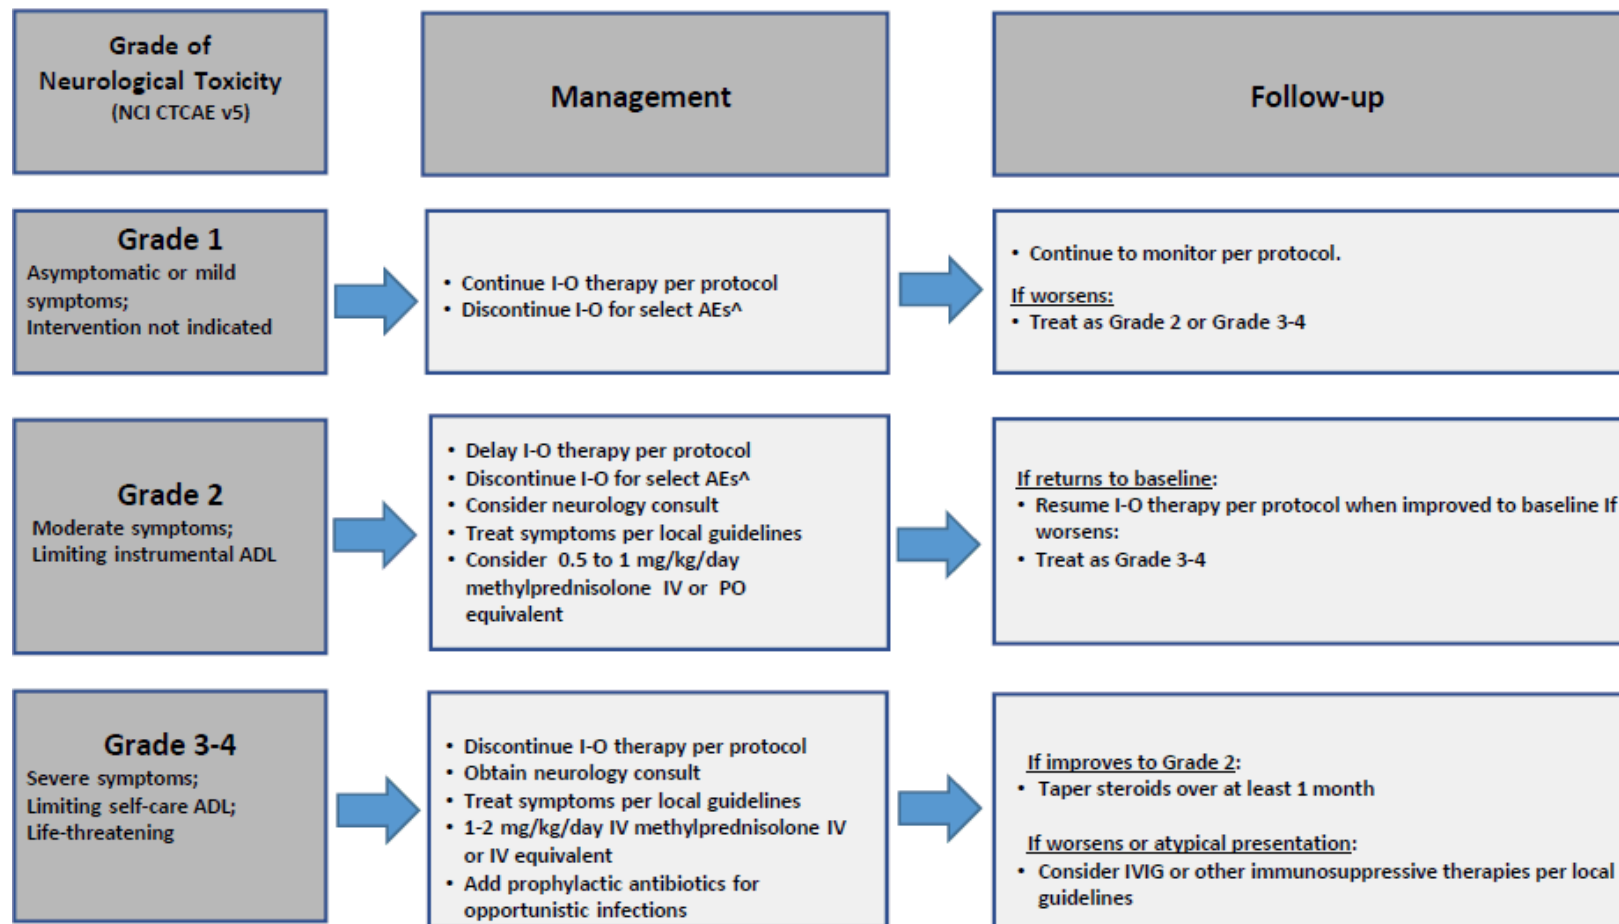 Grade of
Neurological Toxicity
(NCI CTCAE v5)
Management
Follow-up
Grade 1
Asymptomatic or mild
symptoms;
Intervention not indicated
• Continue I-O therapy per protocol
• Discontinue I-O for select AEs^
• Continue to monitor per protocol.
If worsens:
• Treat as Grade 2 or Grade 3-4
Grade 2
Moderate symptoms;
Limiting instrumental ADL
• Delay I-O therapy per protocol
• Discontinue I-O for select AEs^
• Consider neurology consult
• Treat symptoms per local guidelines
• Consider 0.5 to 1 mg/kg/day
methylprednisolone IV or PO
equivalent
If returns to baseline:
• Resume I-O therapy per protocol when improved to baseline If
worsens:
• Treat as Grade 3-4
Grade 3-4
Severe symptoms;
Limiting self-care ADL;
Life-threatening
• Discontinue I-O therapy per protocol
• Obtain neurology consult
• Treat symptoms per local guidelines
• 1-2 mg/kg/day IV methylprednisolone IV
or IV equivalent
• Add prophylactic antibiotics for
opportunistic infections
If improves to Grade 2:
• Taper steroids over at least 1 month
If worsens or atypical presentation:
• Consider IVIG or other immunosuppressive therapies per local
guidelines